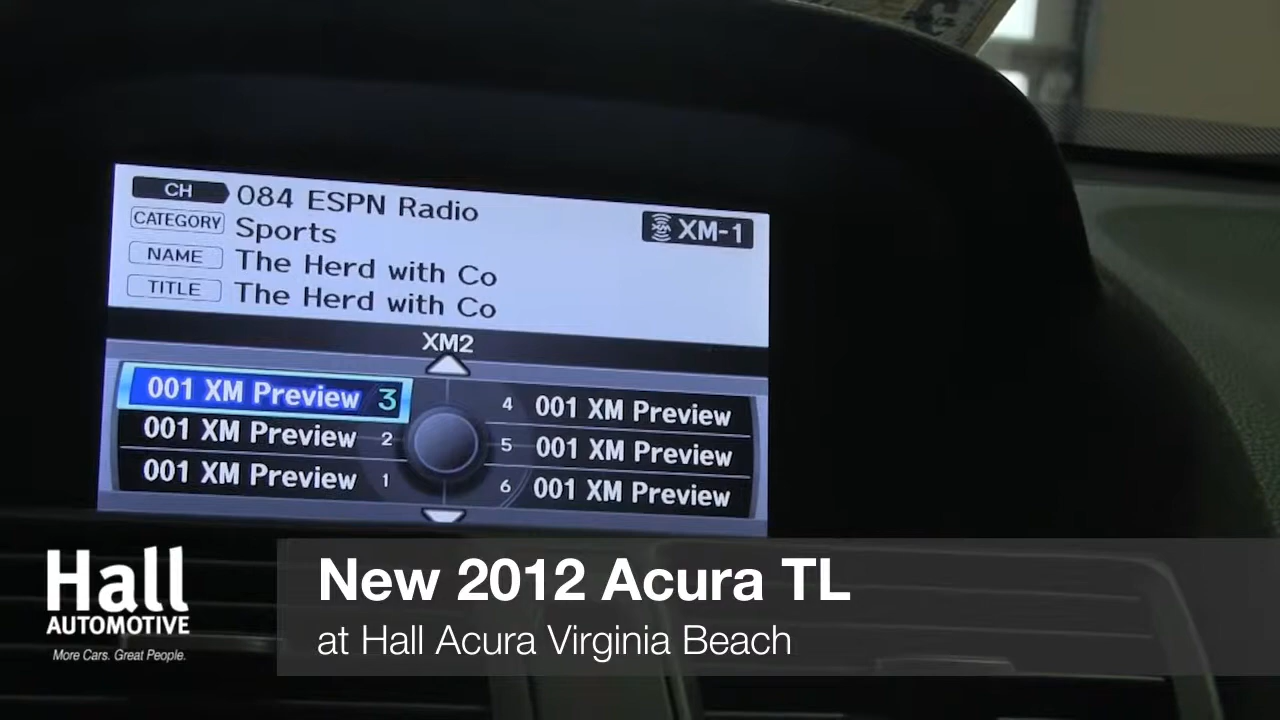 CH 084 ESPN Radio
XM-1
CATEGORY Sports
NAME The Herd with Co
TITLE The Herd with Co
XM2
001 XM Preview 3
4 001 XM Preview
001 XM Preview 2
5 001 XM Preview
001 XM Preview 1
6 001 XM Preview
Hall
AUTOMOTIVE
More Cars. Great People.
New 2012 Acura TL
at Hall Acura Virginia Beach